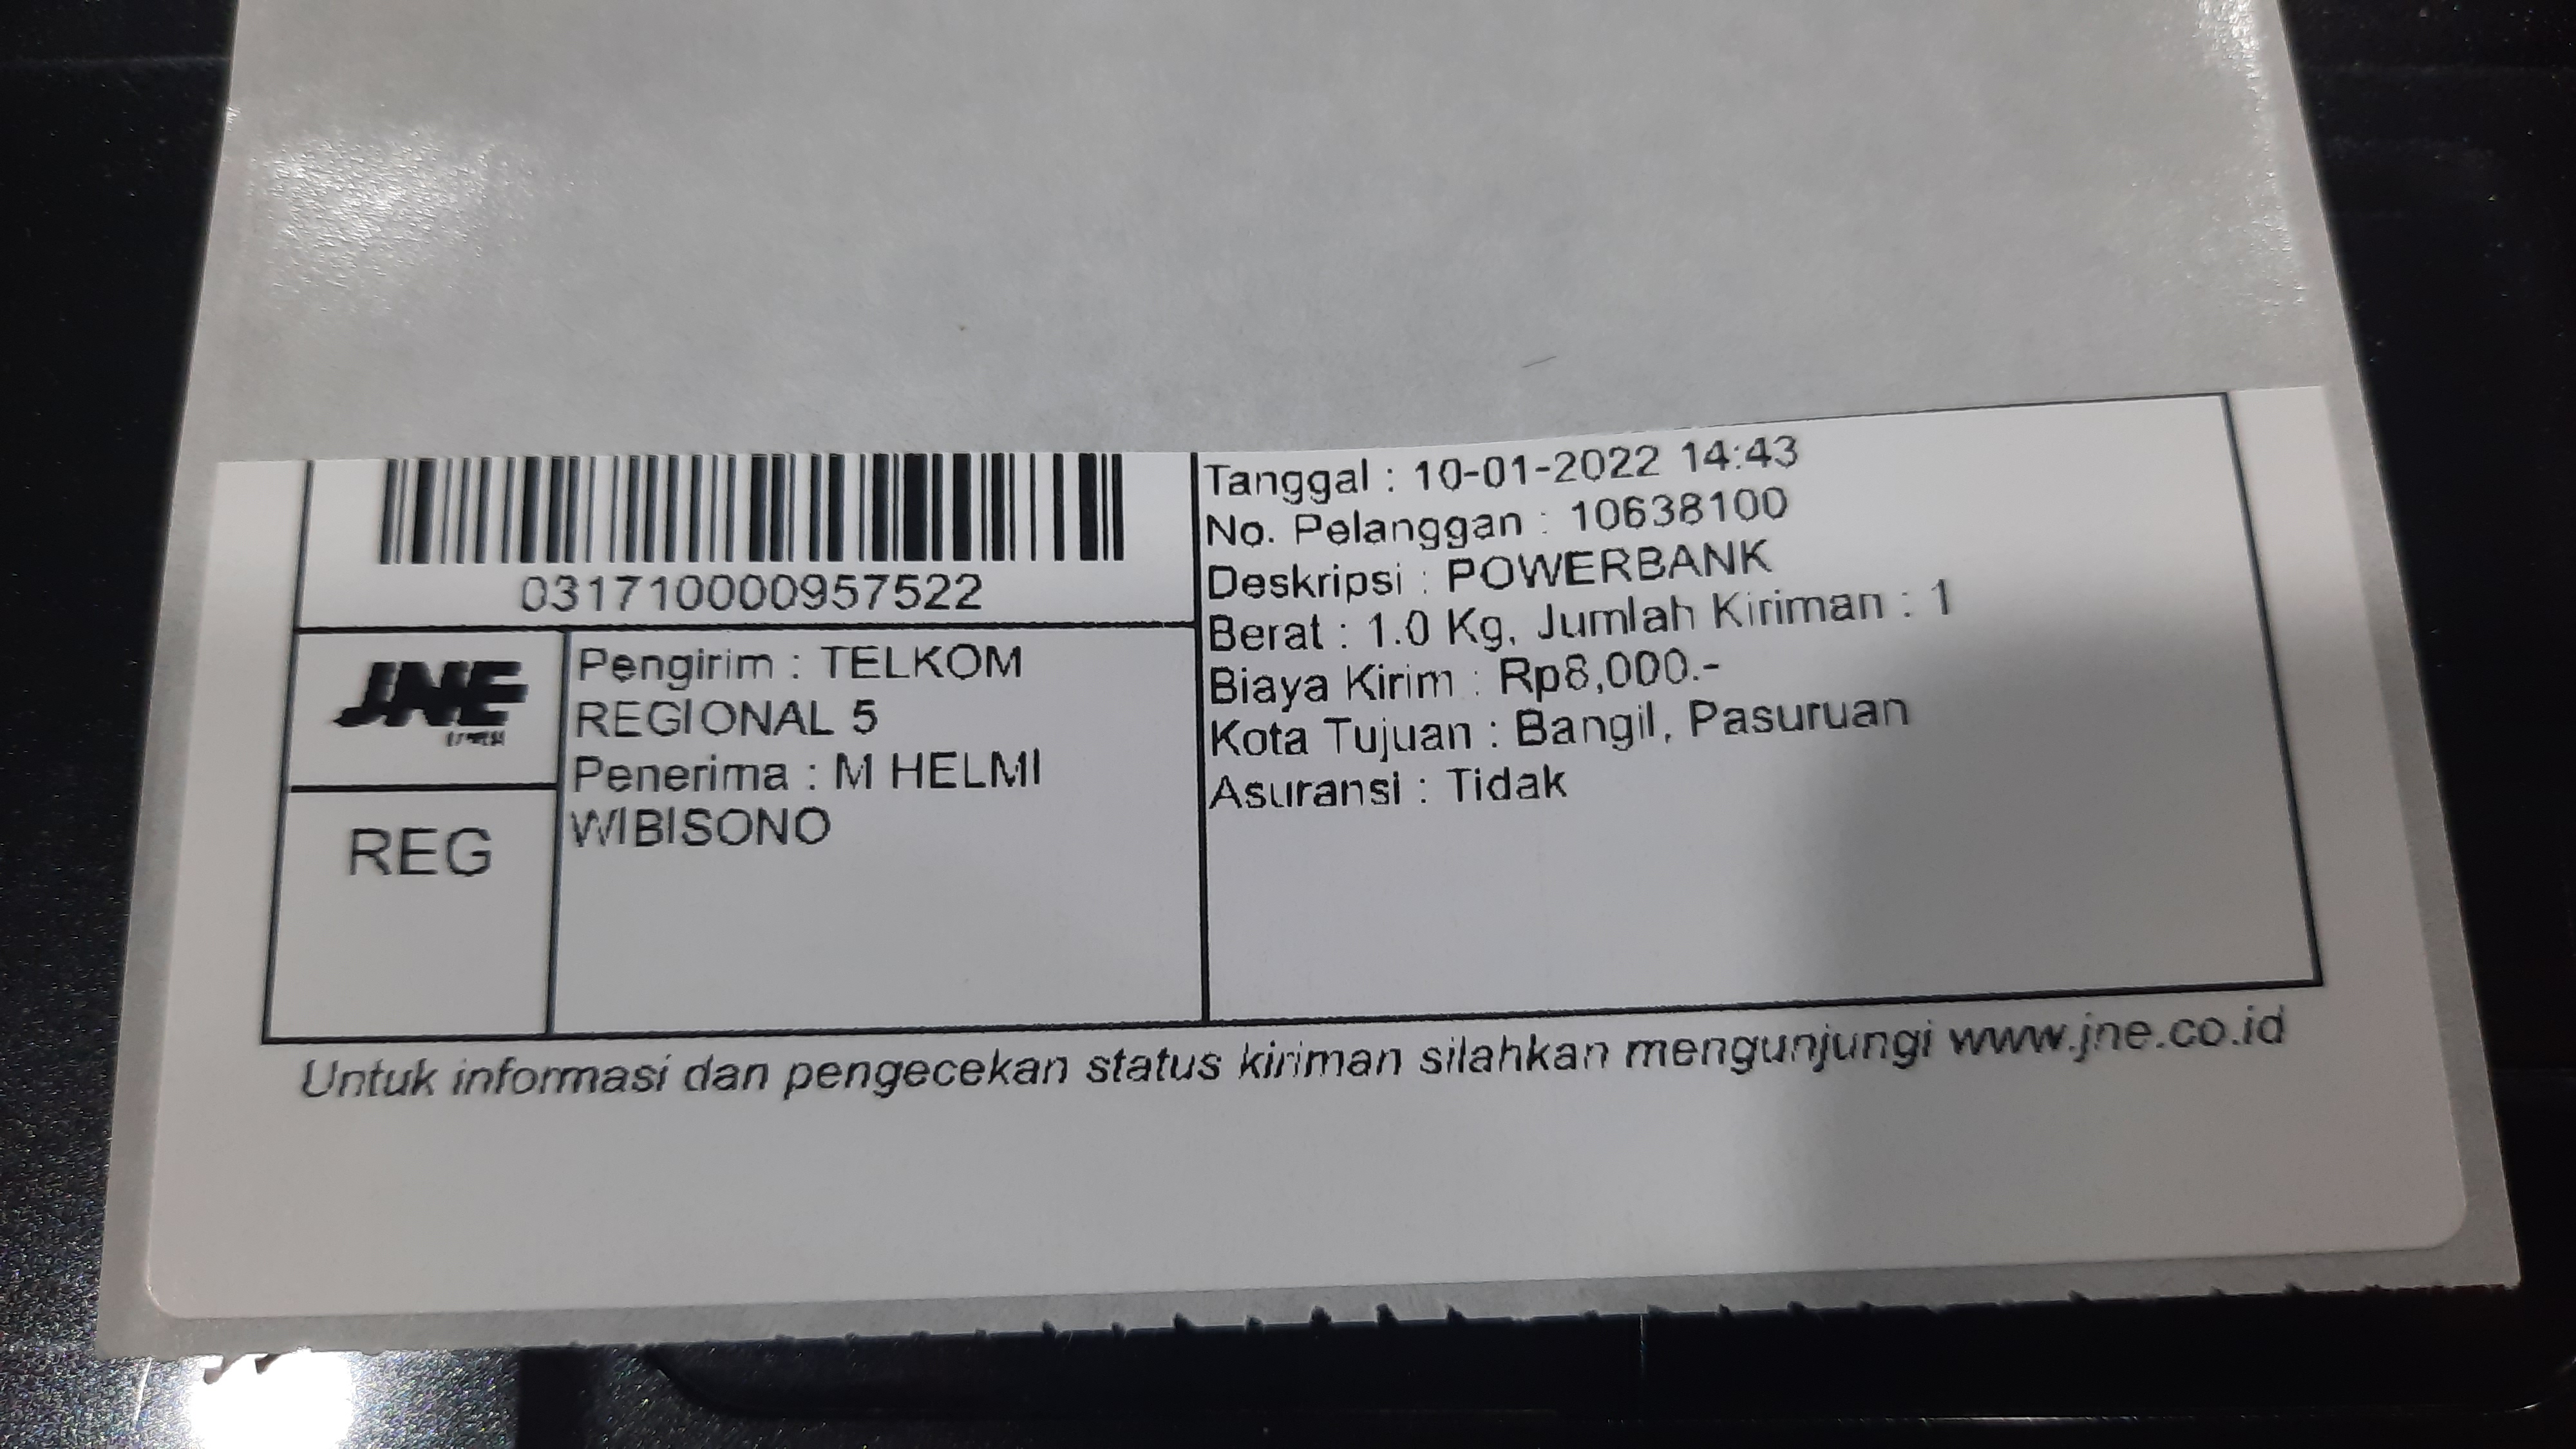 0317100009575​22
Tanggal : 10-01-2022 14:43
No. Pelanggan : 10638100
Deskripsi : POWERBANK
Berat : 1.0 Kg, Jumlah Kiriman : 1
Biaya Kirim : Rp8,000.-
Kota Tujuan : Bangil, Pasuruan
Asuransi : Tidak
JNE
REG
Pengirim : TELKOM
REGIONAL 5
Penerima : M HELMI
WIBISONO
Untuk informasi dan pengecekan status kiriman silahkan mengunjungi www.jne.co.id